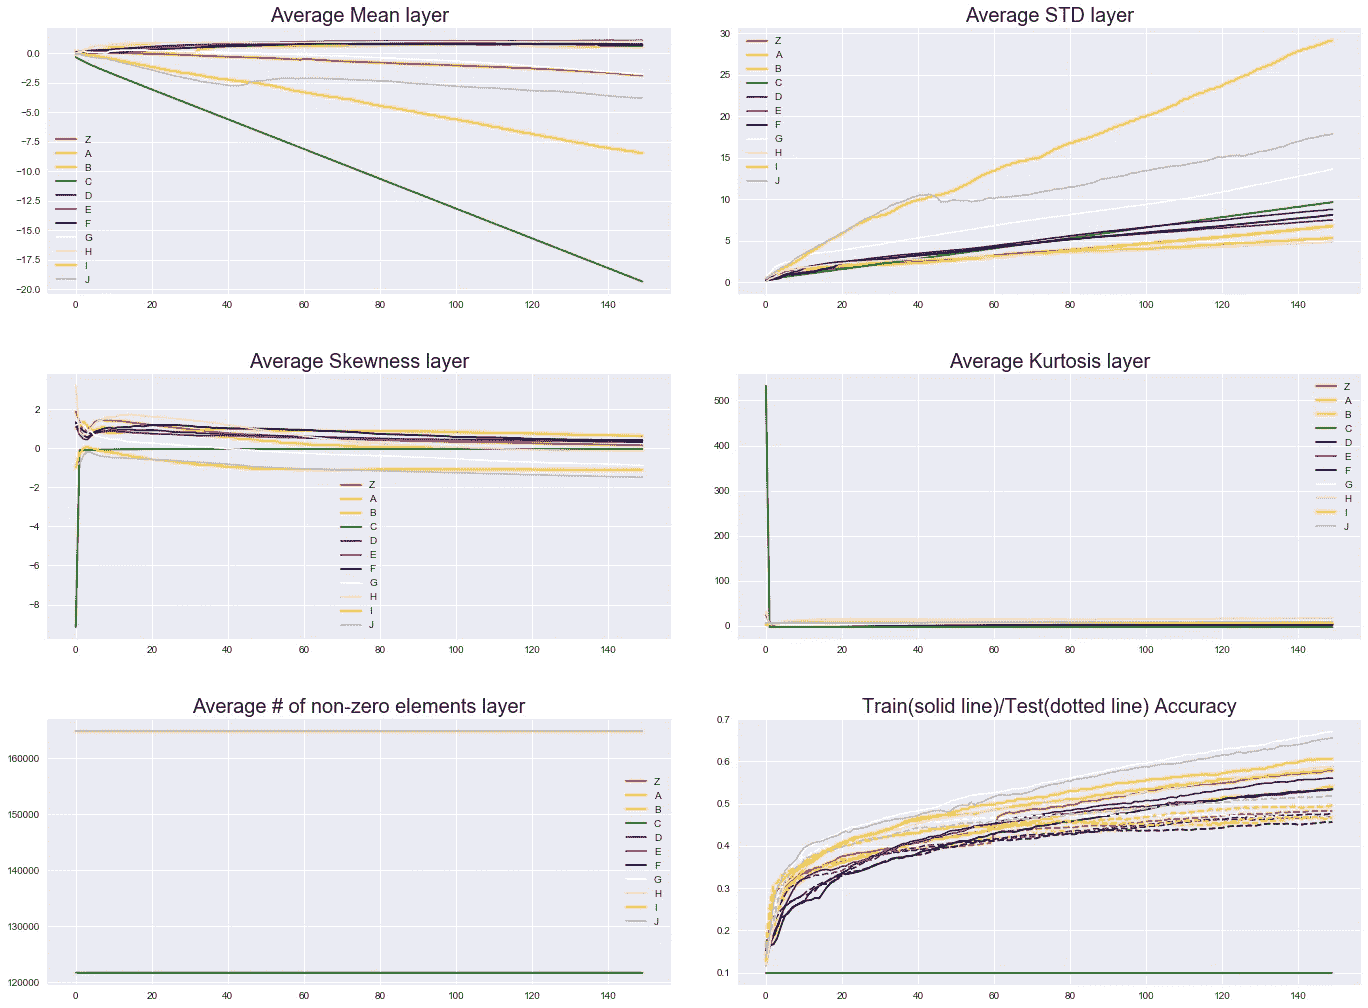 Average Mean layer
0.0
-2.5
-5.0
-7.5
-10.0
-12.5
-15.0
-17.5
-20.0
Z
A
B
C
D
E
F
G
H
I
J
0 20 40 60 80 100 120 140
Average STD layer
30
25
20
15
10
5
0
Z
A
B
C
D
E
F
G
H
I
J
0 20 40 60 80 100 120 140
Average Skewness layer
2
0
-2
-4
-6
-8
Z
A
B
C
D
E
F
G
H
I
J
0 20 40 60 80 100 120 140
Average Kurtosis layer
500
400
300
200
100
0
Z
A
B
C
D
E
F
G
H
I
J
0 20 40 60 80 100 120 140
Average # of non-zero elements layer
160000
150000
140000
130000
120000
Z
A
B
C
D
E
F
G
H
I
J
0 20 40 60 80 100 120 140
Train(solid line)/Test(dotted line) Accuracy
0.7
0.6
0.5
0.4
0.3
0.2
0.1
0 20 40 60 80 100 120 140